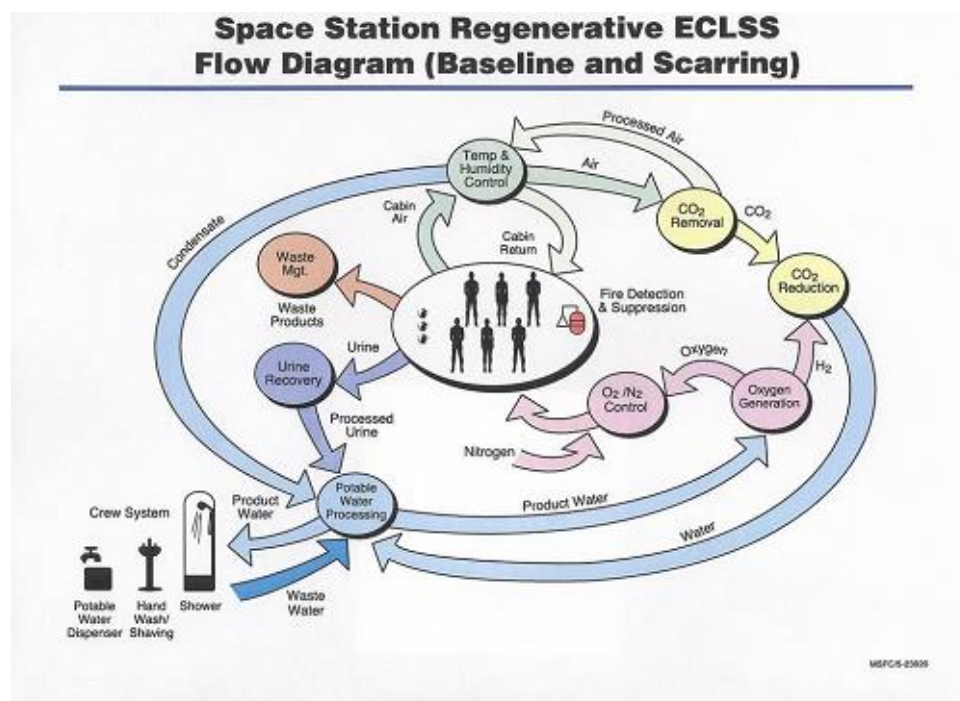 Space Station Regenerative ECLSS
Flow Diagram (Baseline and Scarring)
Processed Air
Temp &
Humidity
Control
Air
CO2
Removal
CO2
CO2
Reduction
Condensate
Cabin
Air
Cabin
Return
Waste
Mgt.
Waste
Products
Fire Detection
& Suppression
Urine
Urine
Recovery
Processed
Urine
Oxygen
H2
O2 /N2
Control
Oxygen
Generation
Nitrogen
Potable
Water
Processing
Product Water
Water
Product
Water
Crew System
Waste
Water
Potable
Water
Dispenser
Hand
Wash/
Shaving
Shower